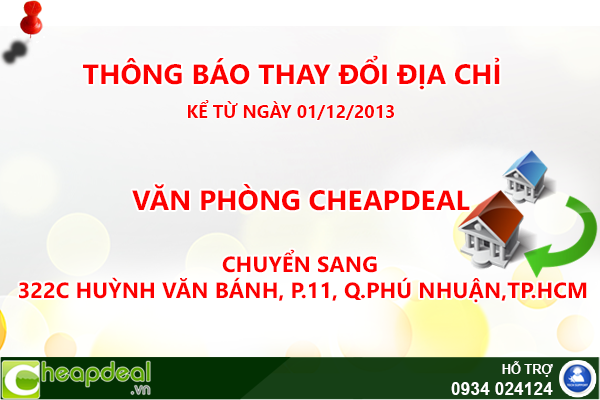 THÔNG BÁO THAY ĐỔI ĐỊA CHỈ
KỂ TỪ NGÀY 01/12/2013
VĂN PHÒNG CHEAPDEAL
CHUYỂN SANG
322C HUỲNH VĂN BÁNH, P.11, Q.PHÚ NHUẬN,TP.HCM
Cheapdeal
.vn
HỖ TRỢ
0934 024124